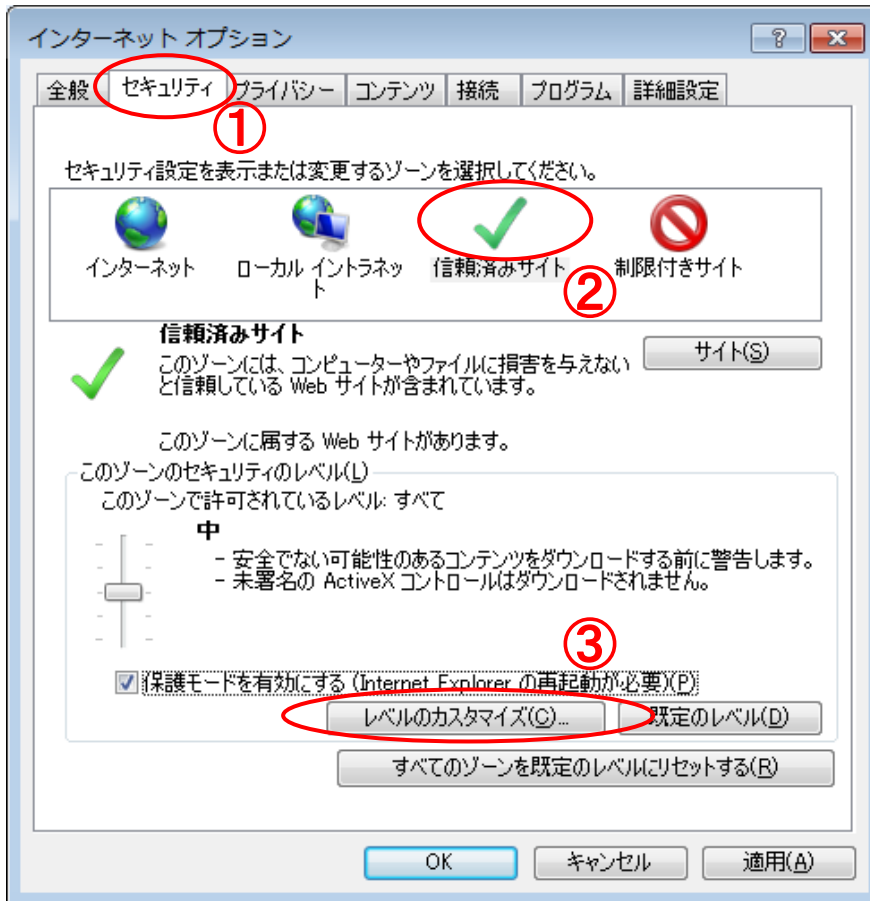 インターネット オプション
全般 セキュリティ プライバシー コンテンツ 接続 プログラム 詳細設定
①
セキュリティ設定を表示または変更するゾーンを選択してください。
インターネット ローカル イントラネッ 信頼済みサイト 制限付きサイト
ト
②
信頼済みサイト
サイト(S)
このゾーンには、コンピューターやファイルに損害を与えない
と信頼している Web サイトが含まれています。
このゾーンに属する Web サイトがあります。
このゾーンのセキュリティのレベル(L)
このゾーンで許可されているレベル: すべて
中
- 安全でない可能性のあるコンテンツをダウンロードする前に警告します。
- 未署名の ActiveX コントロールはダウンロードされません。
③
保護モードを有効にする (Internet Explorer の再起動が必要)(P)
レベルのカスタマイズ(C)... 既定のレベル(D)
すべてのゾーンを既定のレベルにリセットする(R)
OK キャンセル 適用(A)